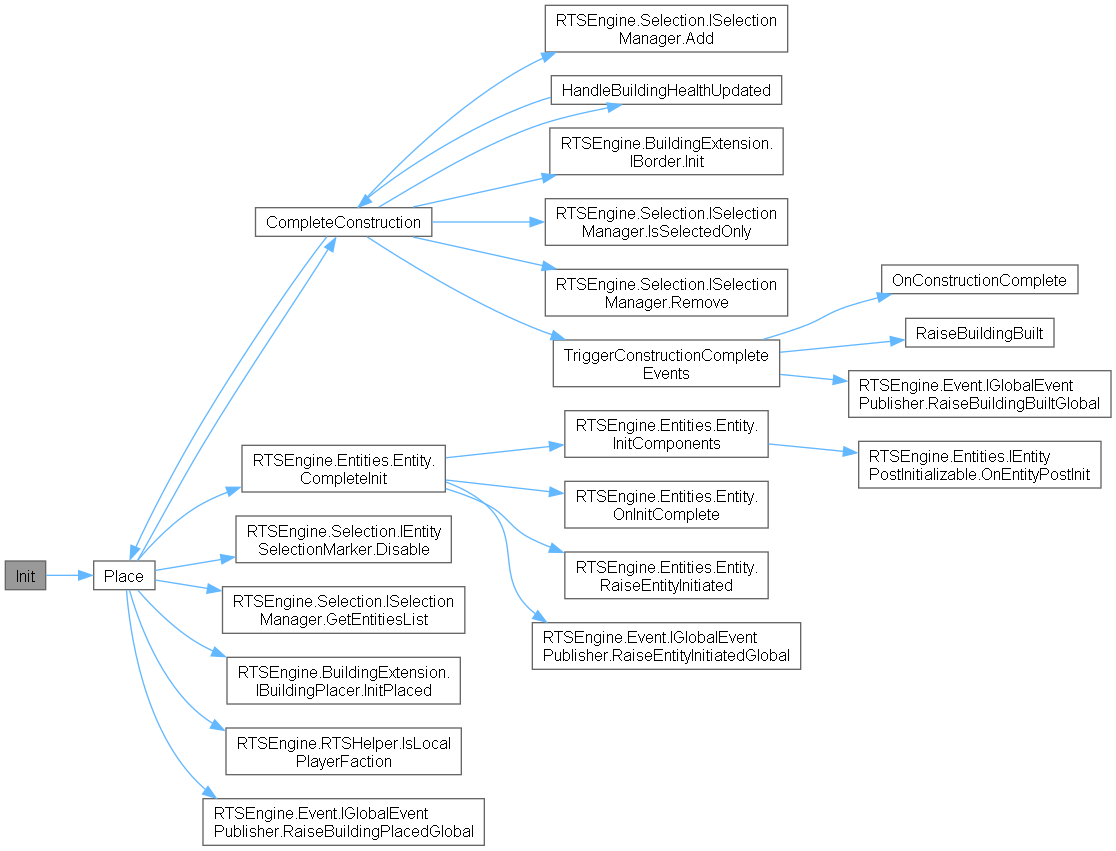 RTSEngine.Selection.ISelection
Manager.Add
HandleBuildingHealthUpdated
RTSEngine.BuildingExtension.
IBorder.Init
RTSEngine.Selection.ISelection
Manager.IsSelectedOnly
CompleteConstruction
RTSEngine.Selection.ISelection
Manager.Remove
OnConstructionComplete
RaiseBuildingBuilt
TriggerConstructionComplete
Events
RTSEngine.Event.IGlobalEvent
Publisher.RaiseBuildingBuiltGlobal
RTSEngine.Entities.Entity.
InitComponents
RTSEngine.Entities.IEntity
PostInitializable.OnEntityPostInit
RTSEngine.Entities.Entity.
CompleteInit
RTSEngine.Entities.Entity.
OnInitComplete
RTSEngine.Selection.IEntity
SelectionMarker.Disable
RTSEngine.Entities.Entity.
RaiseEntityInitiated
Init
Place
RTSEngine.Selection.ISelection
Manager.GetEntitiesList
RTSEngine.Event.IGlobalEvent
Publisher.RaiseEntityInitiatedGlobal
RTSEngine.BuildingExtension.
IBuildingPlacer.InitPlaced
RTSEngine.RTSHelper.IsLocal
PlayerFaction
RTSEngine.Event.IGlobalEvent
Publisher.RaiseBuildingPlacedGlobal